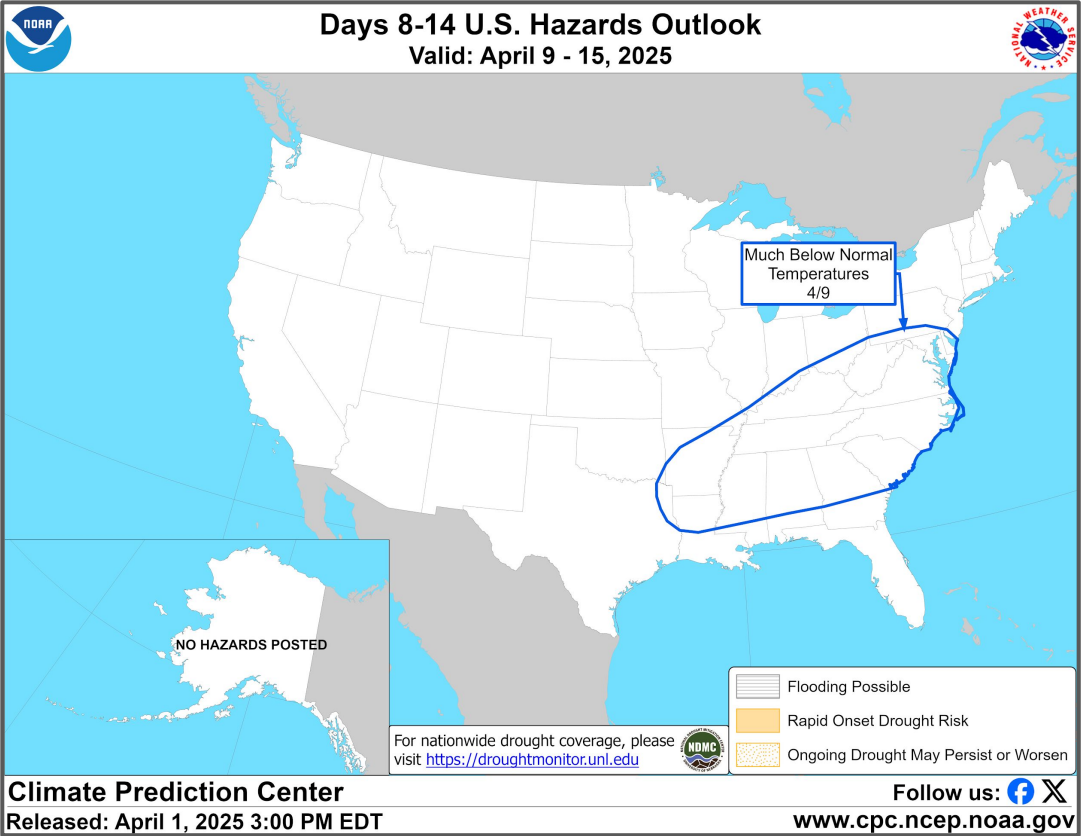 NOAA
Days 8-14 U.S. Hazards Outlook
Valid: April 9 - 15, 2025
NATIONAL WEATHER SERVICE
Much Below Normal
Temperatures
4/9
NO HAZARDS POSTED
For nationwide drought coverage, please
visit https://droughtmonitor.unl.edu
NDMC
Flooding Possible
Rapid Onset Drought Risk
Ongoing Drought May Persist or Worsen
Climate Prediction Center
Follow us:
Released: April 1, 2025 3:00 PM EDT
www.cpc.ncep.noaa.gov